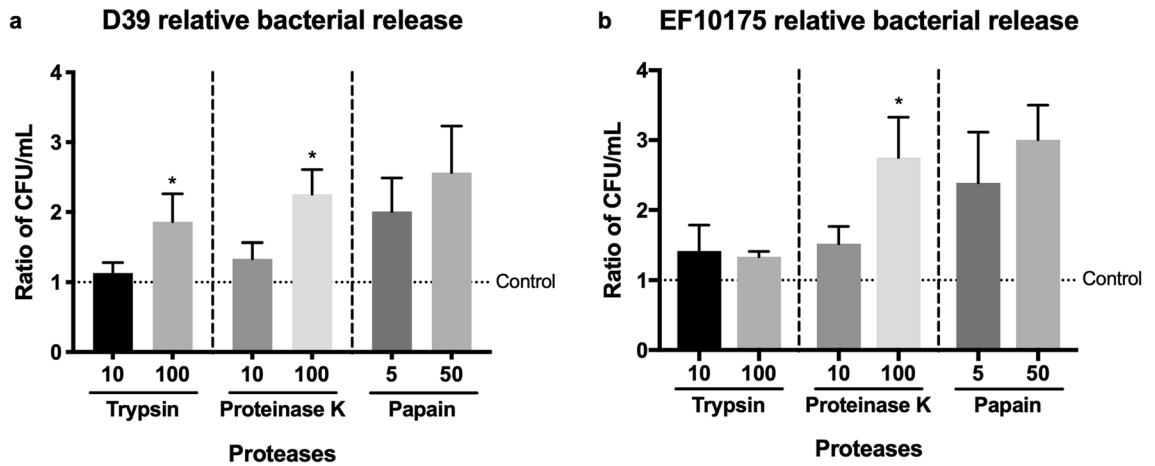 a
D39 relative bacterial release
Ratio of CFU/mL
4
3
2
1
0
*
*
Control
10 100 10 100 5 50
Trypsin Proteinase K Papain
Proteases
b
EF10175 relative bacterial release
Ratio of CFU/mL
4
3
2
1
0
*
Control
10 100 10 100 5 50
Trypsin Proteinase K Papain
Proteases